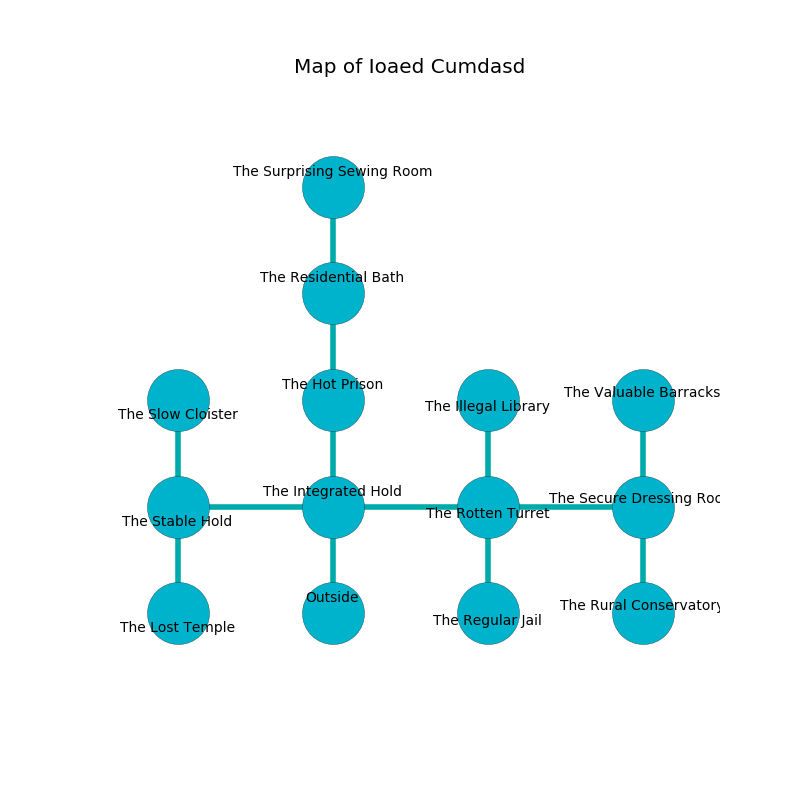 Map of Ioaed Cumdasd
The Surprising Sewing Room
The Residential Bath
The Hot Prison
The Valuable Barracks
The Illegal Library
The Slow Cloister
The Integrated Hold
The Secure Dressing Roo
The Rotten Turret
The Stable Hold
Outside
The Rural Conservatory
The Regular Jail
The Lost Temple